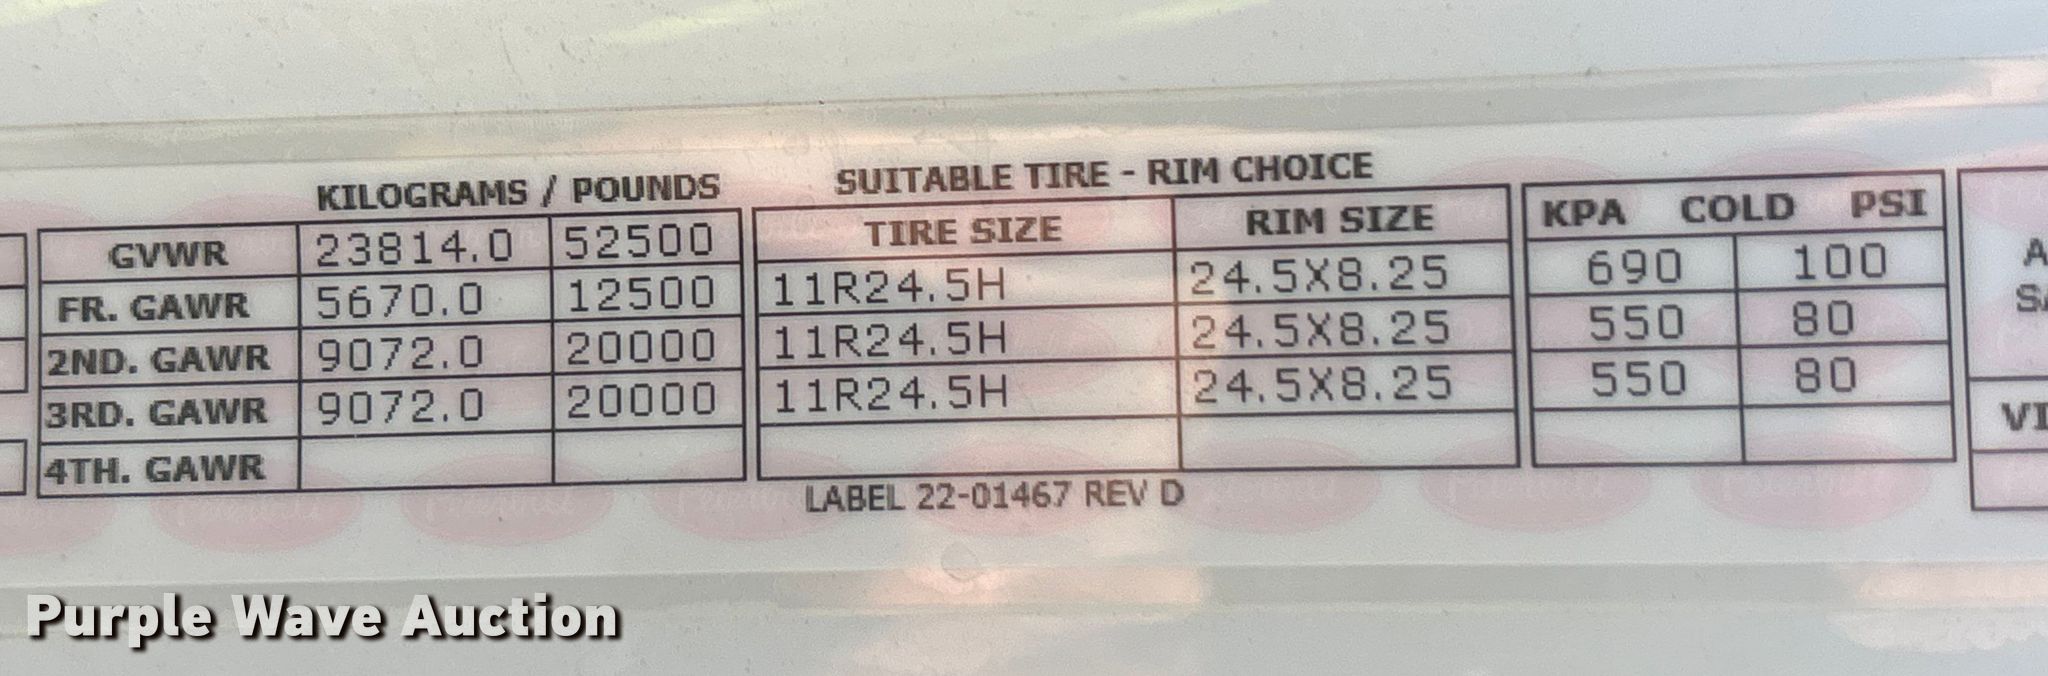 KILOGRAMS / POUNDS SUITABLE TIRE - RIM CHOICE
TIRE SIZE RIM SIZE KPA COLD PSI
GVWR 23814.0 52500
FR. GAWR 5670.0 12500 11R24.5H 24.5X8.25 690 100
2ND. GAWR 9072.0 20000 11R24.5H 24.5X8.25 550 80
3RD. GAWR 9072.0 20000 11R24.5H 24.5X8.25 550 80
4TH. GAWR
LABEL 22-01467 REV D
Purple Wave Auction